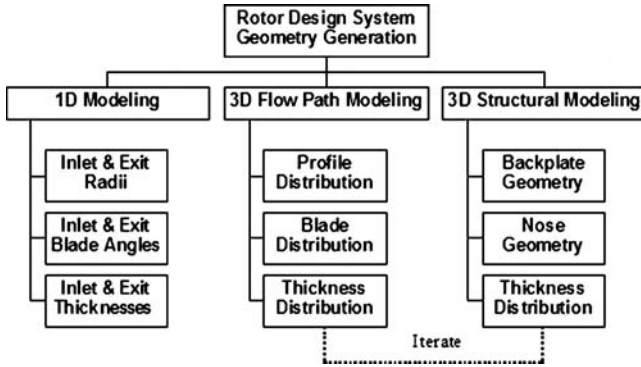 Rotor Design System
Geometry Generation
1D Modeling
3D Flow Path Modeling
3D Structural Modeling
Inlet & Exit
Radii
Profile
Distribution
Backplate
Geometry
Inlet & Exit
Blade Angles
Blade
Distribution
Nose
Geometry
Inlet & Exit
Thicknesses
Thickness
Distribution
Thickness
Distribution
Iterate